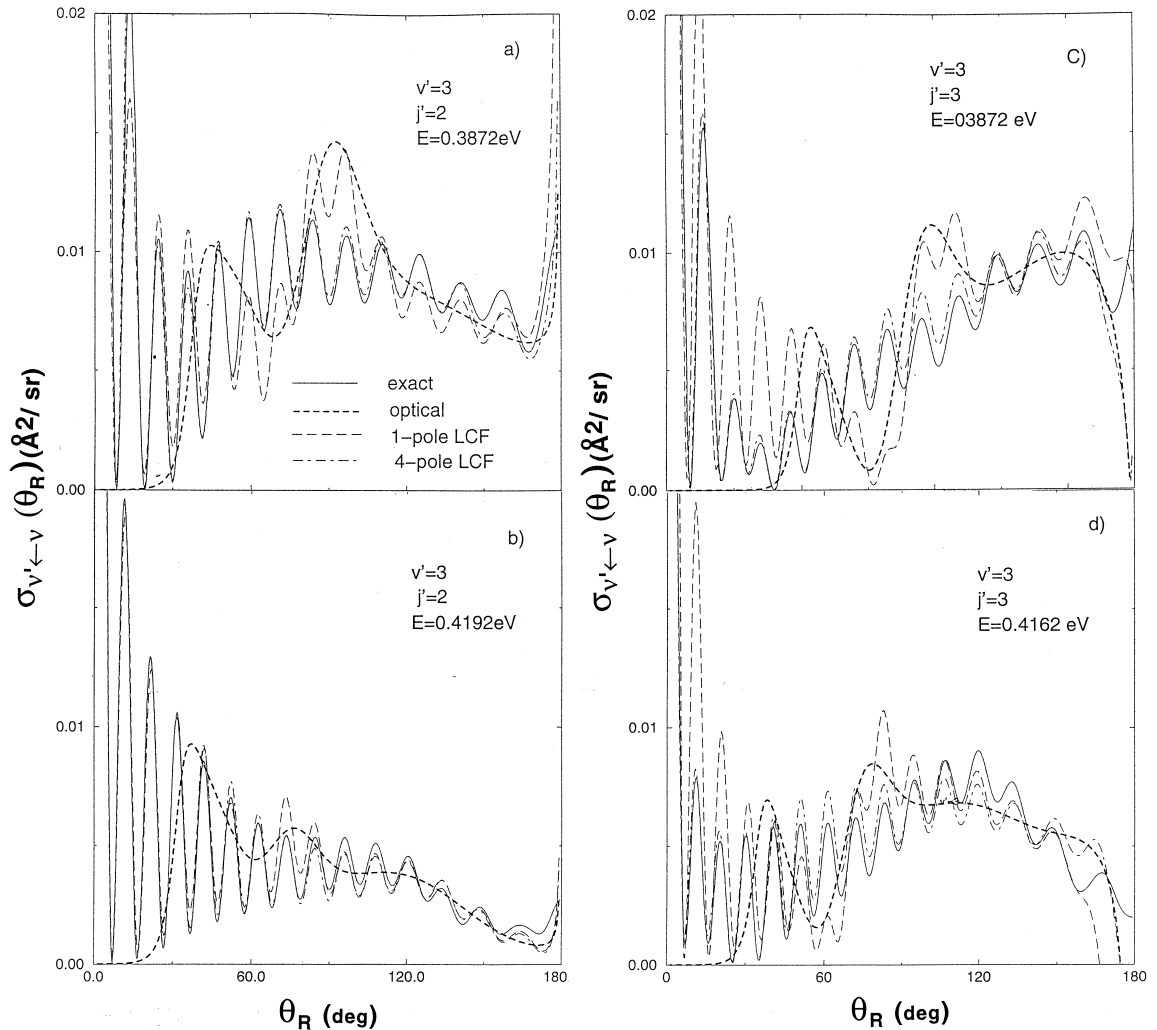 0.02
a)
v'=3
j'=2
E=0.3872eV
0.01
exact
optical
1-pole LCF
4-pole LCF
0.00
σν'←ν (θR)(Å2/ sr)
b)
v'=3
j'=2
E=0.4192eV
0.01
0.00
0.0
60.0
120.0
180
θR (deg)
0.02
C)
v'=3
j'=3
E=03872 eV
0.01
0.00
σν'←ν (θR)(Å2/ sr)
d)
v'=3
j'=3
E=0.4162 eV
0.01
0.00
0
60
120
180
θR (deg)